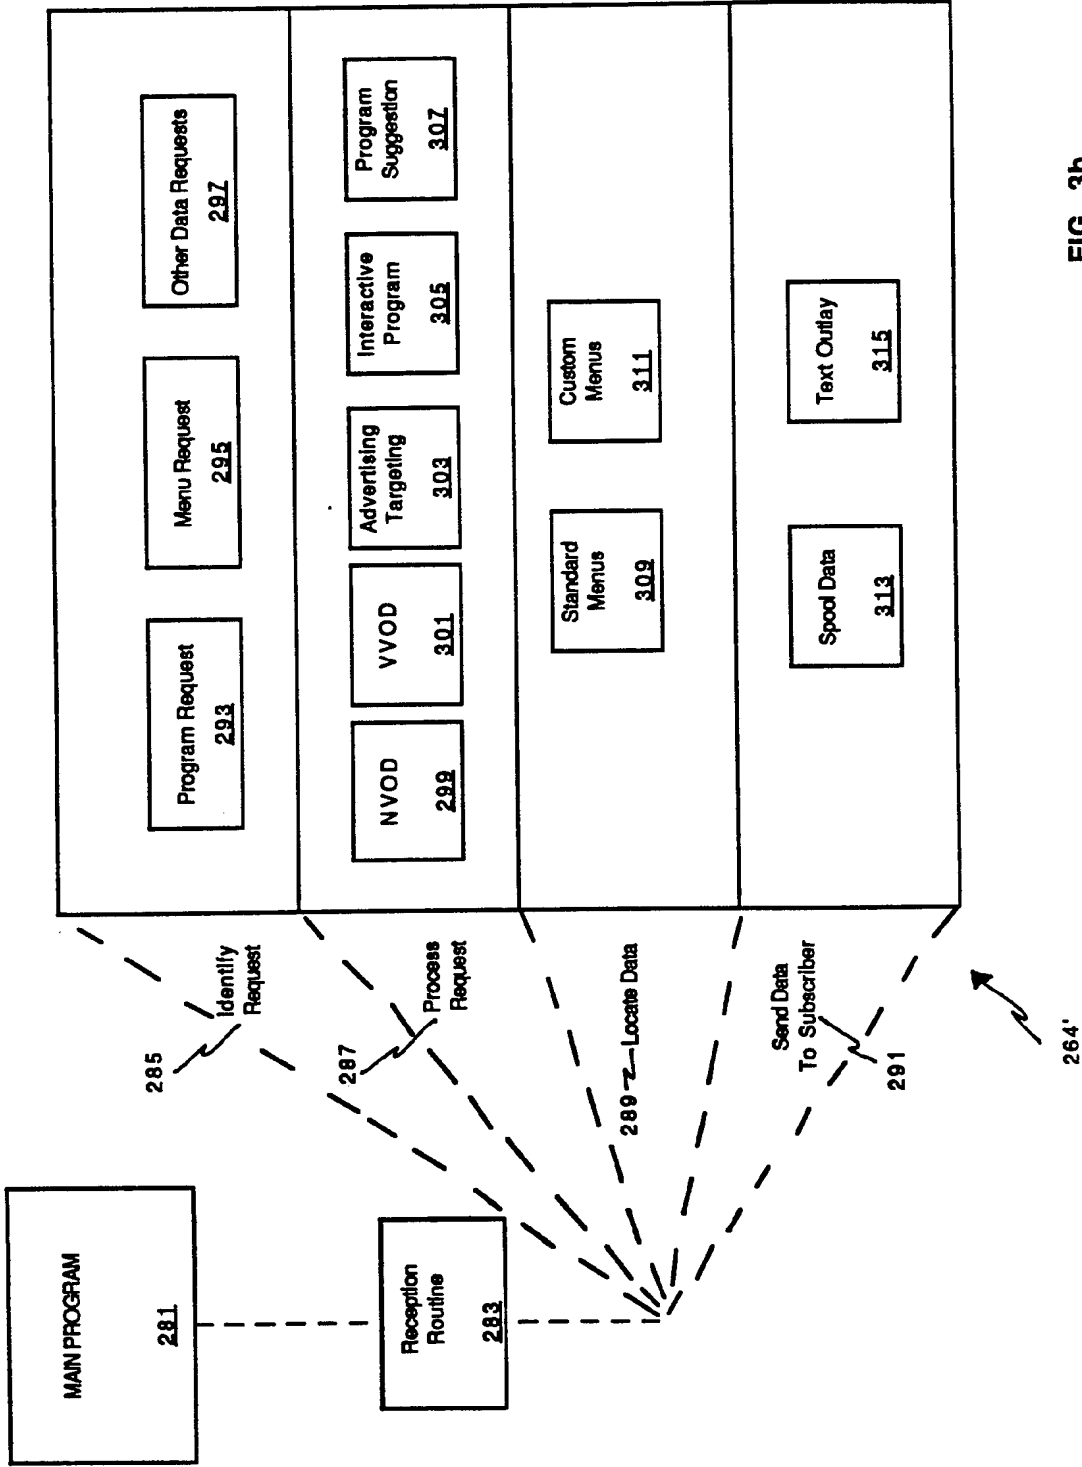 MAIN PROGRAM
281
Reception
Routine
283
285
Identify
Request
287
Process
Request
289
Locate Data
Send Data
To Subscriber
291
264'
Program Request
293
Menu Request
295
Other Data Requests
297
NVOD
299
VVOD
301
Advertising
Targeting
303
Interactive
Program
305
Program
Suggestion
307
Standard
Menus
309
Custom
Menus
311
Spool Data
313
Text Outlay
315
FIG. 3b